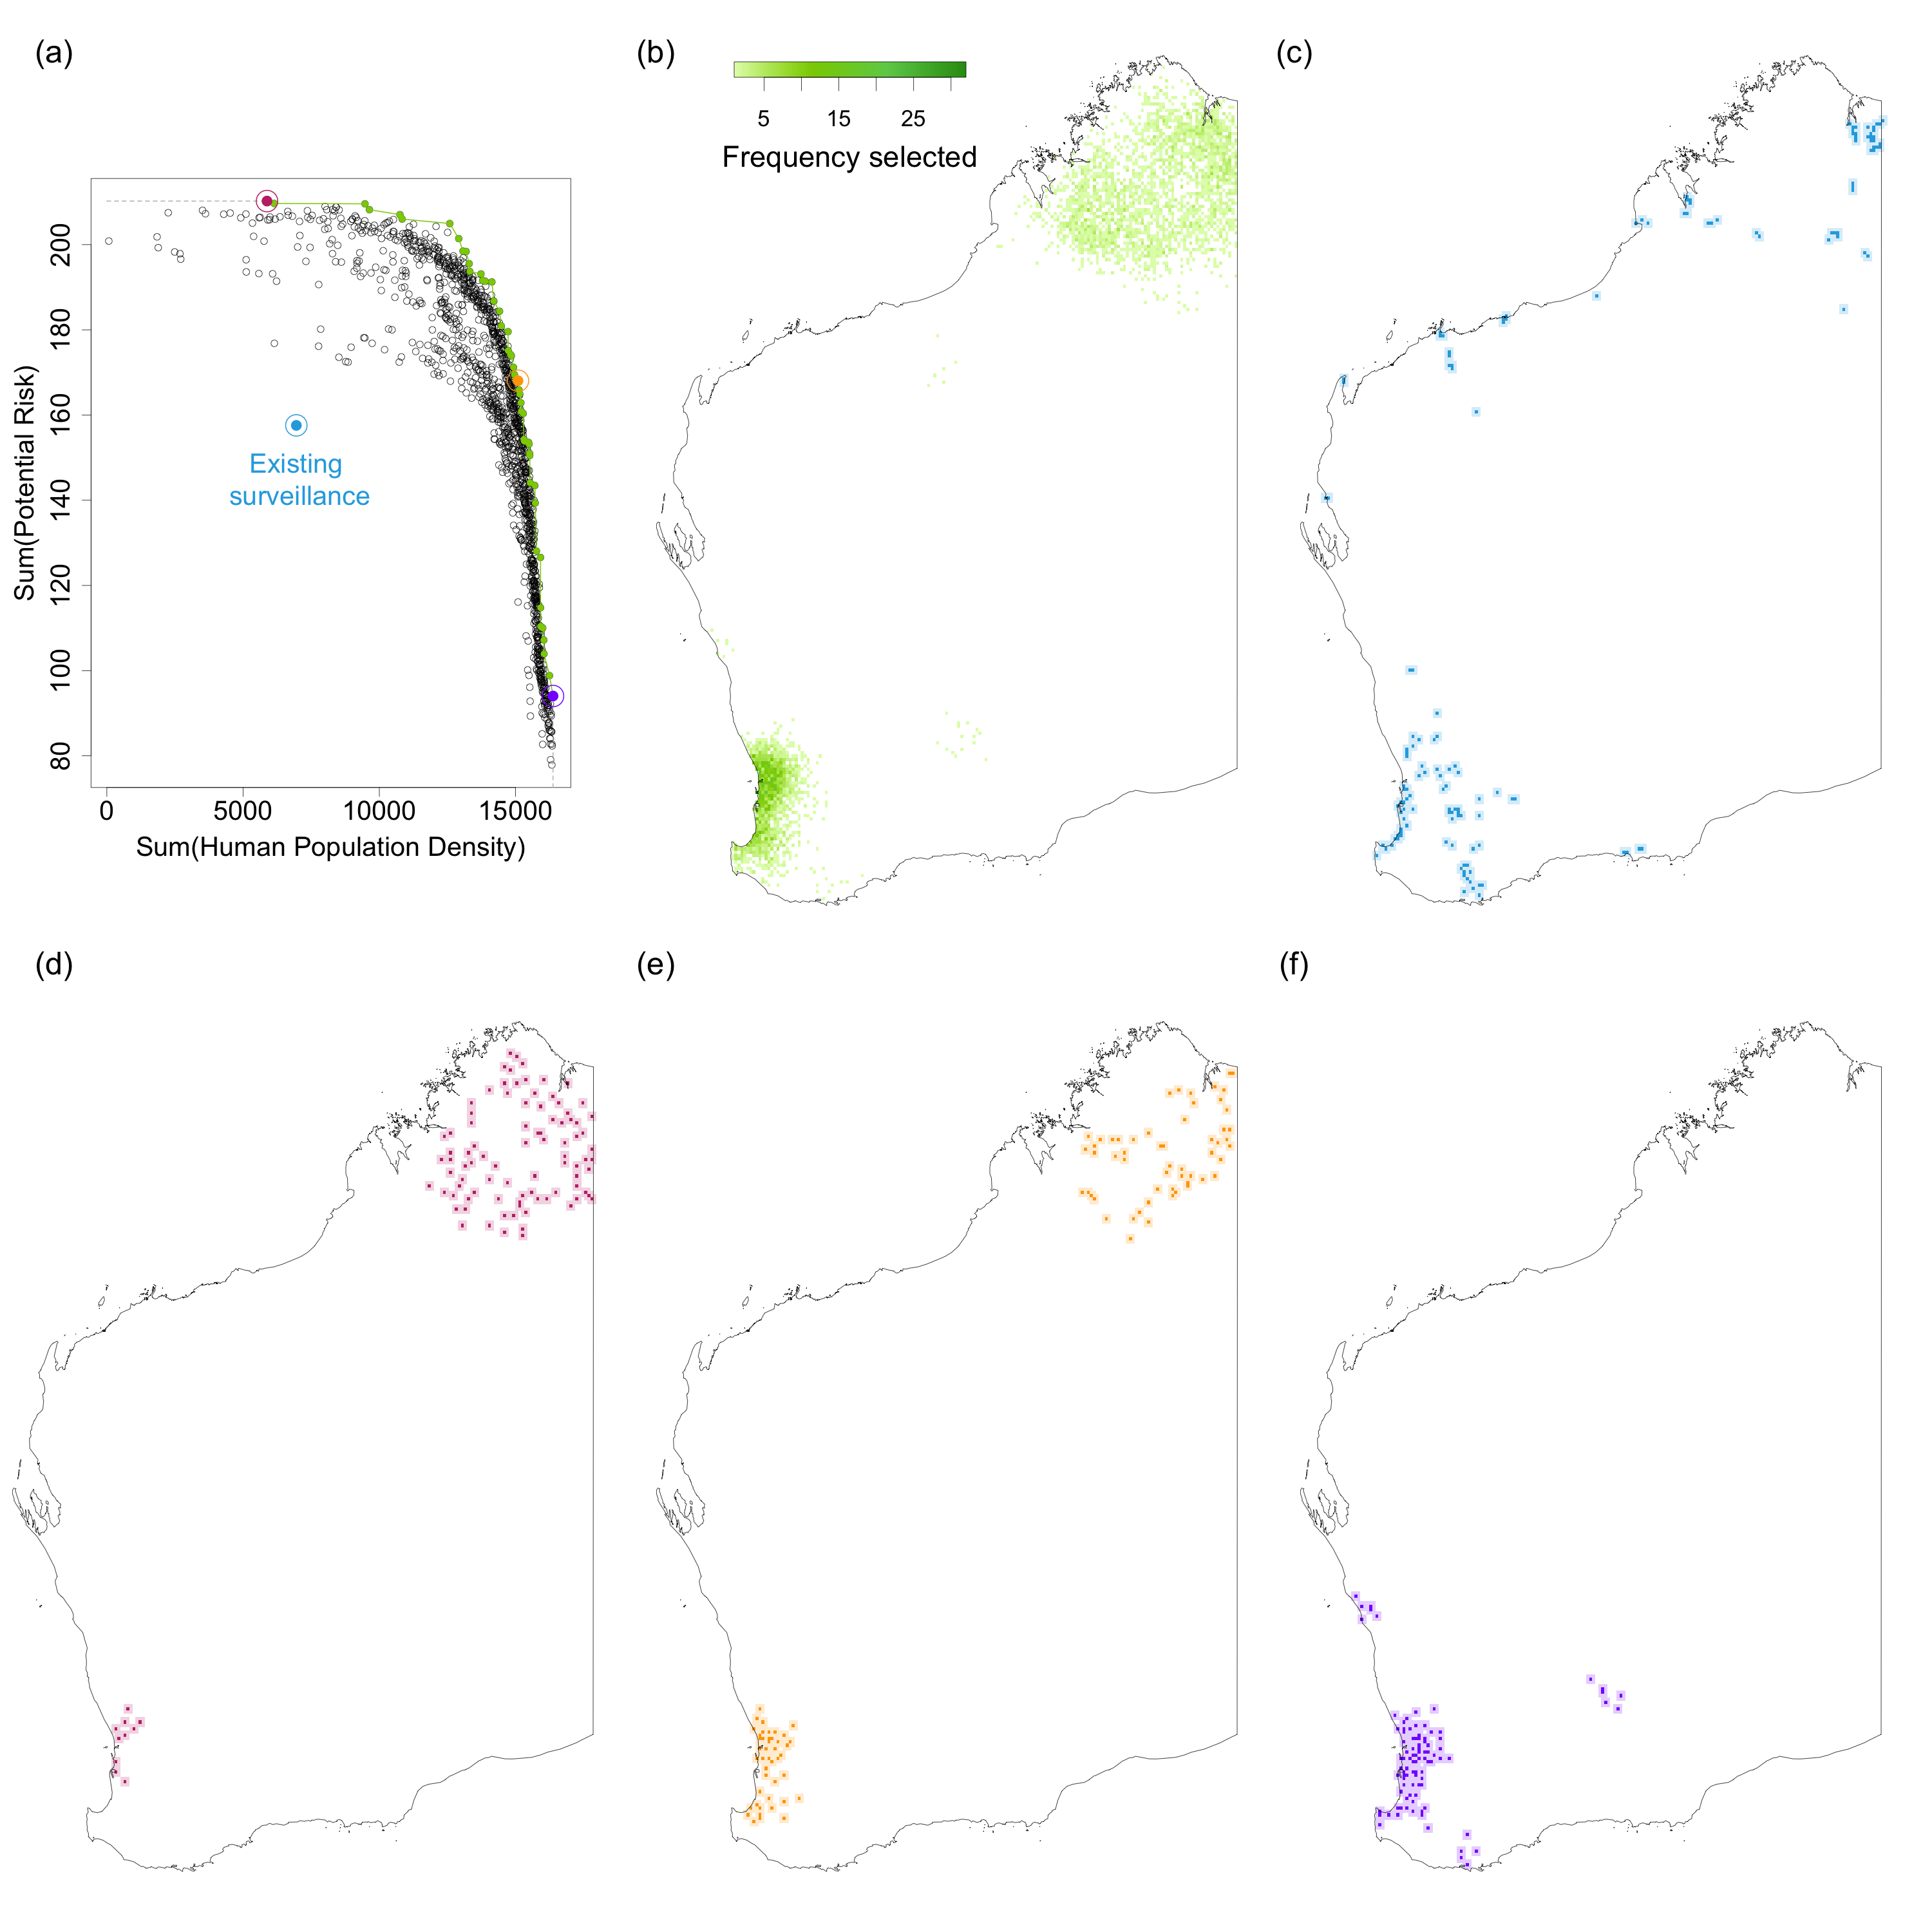 (a)
(b)
(c)
5 15 25
Frequency selected
Sum(Potential Risk)
200
180
160
140
120
100
80
Existing
surveillance
0 5000 10000 15000
Sum(Human Population Density)
(d)
(e)
(f)